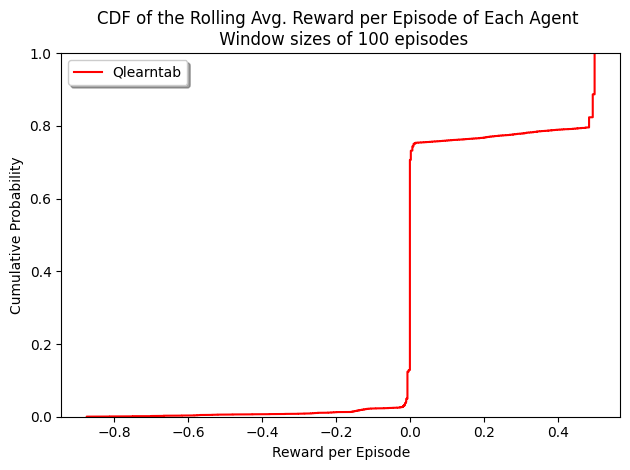 CDF of the Rolling Avg. Reward per Episode of Each Agent
Window sizes of 100 episodes
Qlearntab
Cumulative Probability
1.0
0.8
0.6
0.4
0.2
0.0
−0.8 −0.6 −0.4 −0.2 0.0 0.2 0.4
Reward per Episode